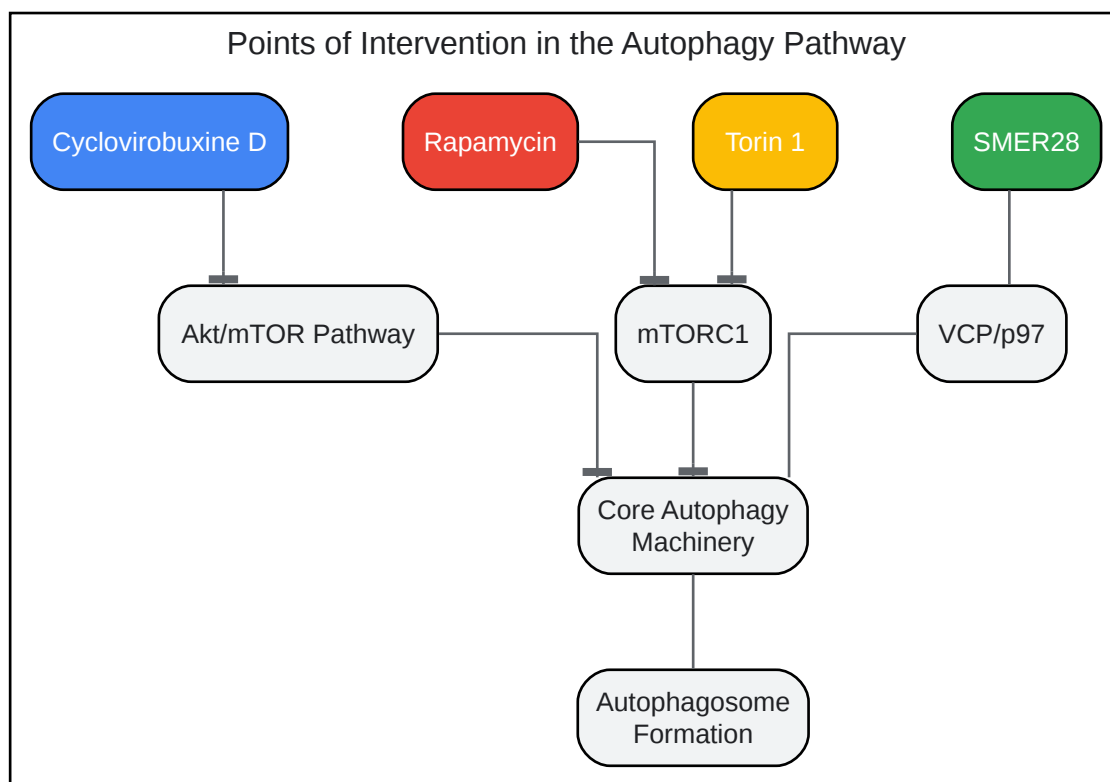 Points of Intervention in the Autophagy Pathway
Cyclovirobuxine D
Rapamycin
Torin 1
SMER28
Akt/mTOR Pathway
mTORC1
VCP/p97
Core Autophagy
Machinery
Autophagosome
Formation